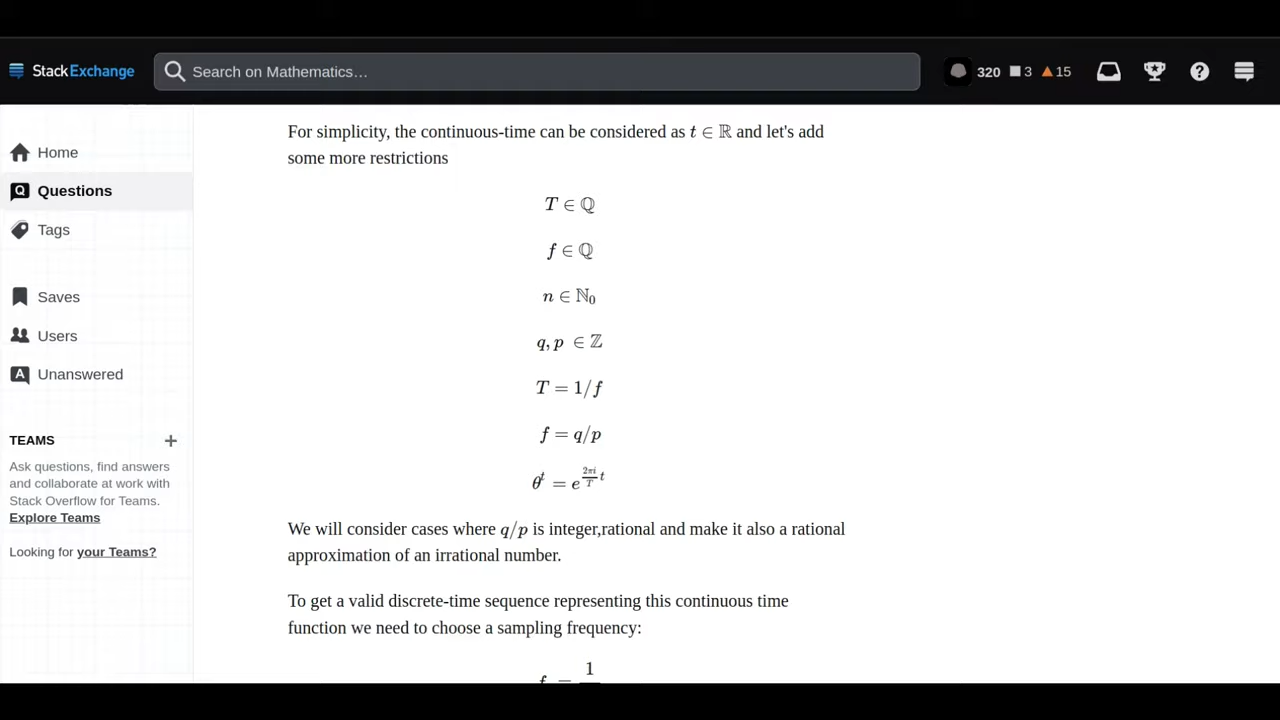 StackExchange
Search on Mathematics…
320 3 15
Home
Questions
Tags
Saves
Users
Unanswered
TEAMS +
Ask questions, find answers
and collaborate at work with
Stack Overflow for Teams.
Explore Teams
Looking for your Teams?
For simplicity, the continuous-time can be considered as t ∈ ℝ and let's add
some more restrictions
T ∈ ℚ
f ∈ ℚ
n ∈ ℕ₀
q, p ∈ ℤ
T = 1/f
f = q/p
θᵗ = e^{\frac{2πi}{T}t}
We will consider cases where q/p is integer,rational and make it also a rational
approximation of an irrational number.
To get a valid discrete-time sequence representing this continuous time
function we need to choose a sampling frequency:
f = 1